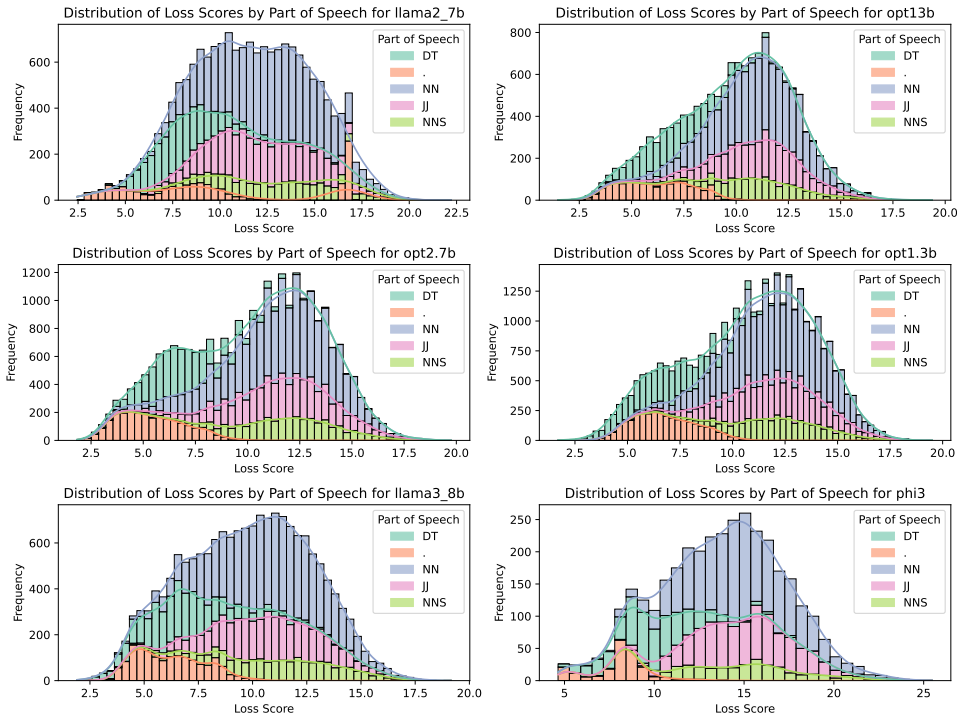 Distribution of Loss Scores by Part of Speech for llama2_7b
Frequency
600
400
200
0
2.5 5.0 7.5 10.0 12.5 15.0 17.5 20.0 22.5
Loss Score
Part of Speech
DT
.
NN
JJ
NNS
Distribution of Loss Scores by Part of Speech for opt13b
Frequency
800
600
400
200
0
2.5 5.0 7.5 10.0 12.5 15.0 17.5 20.0
Loss Score
Part of Speech
DT
.
NN
JJ
NNS
Distribution of Loss Scores by Part of Speech for opt2.7b
Frequency
1200
1000
800
600
400
200
0
2.5 5.0 7.5 10.0 12.5 15.0 17.5 20.0
Loss Score
Part of Speech
DT
.
NN
JJ
NNS
Distribution of Loss Scores by Part of Speech for opt1.3b
Frequency
1250
1000
750
500
250
0
2.5 5.0 7.5 10.0 12.5 15.0 17.5 20.0
Loss Score
Part of Speech
DT
.
NN
JJ
NNS
Distribution of Loss Scores by Part of Speech for llama3_8b
Frequency
600
400
200
0
2.5 5.0 7.5 10.0 12.5 15.0 17.5 20.0
Loss Score
Part of Speech
DT
.
NN
JJ
NNS
Distribution of Loss Scores by Part of Speech for phi3
Frequency
250
200
150
100
50
0
5 10 15 20 25
Loss Score
Part of Speech
DT
.
NN
JJ
NNS